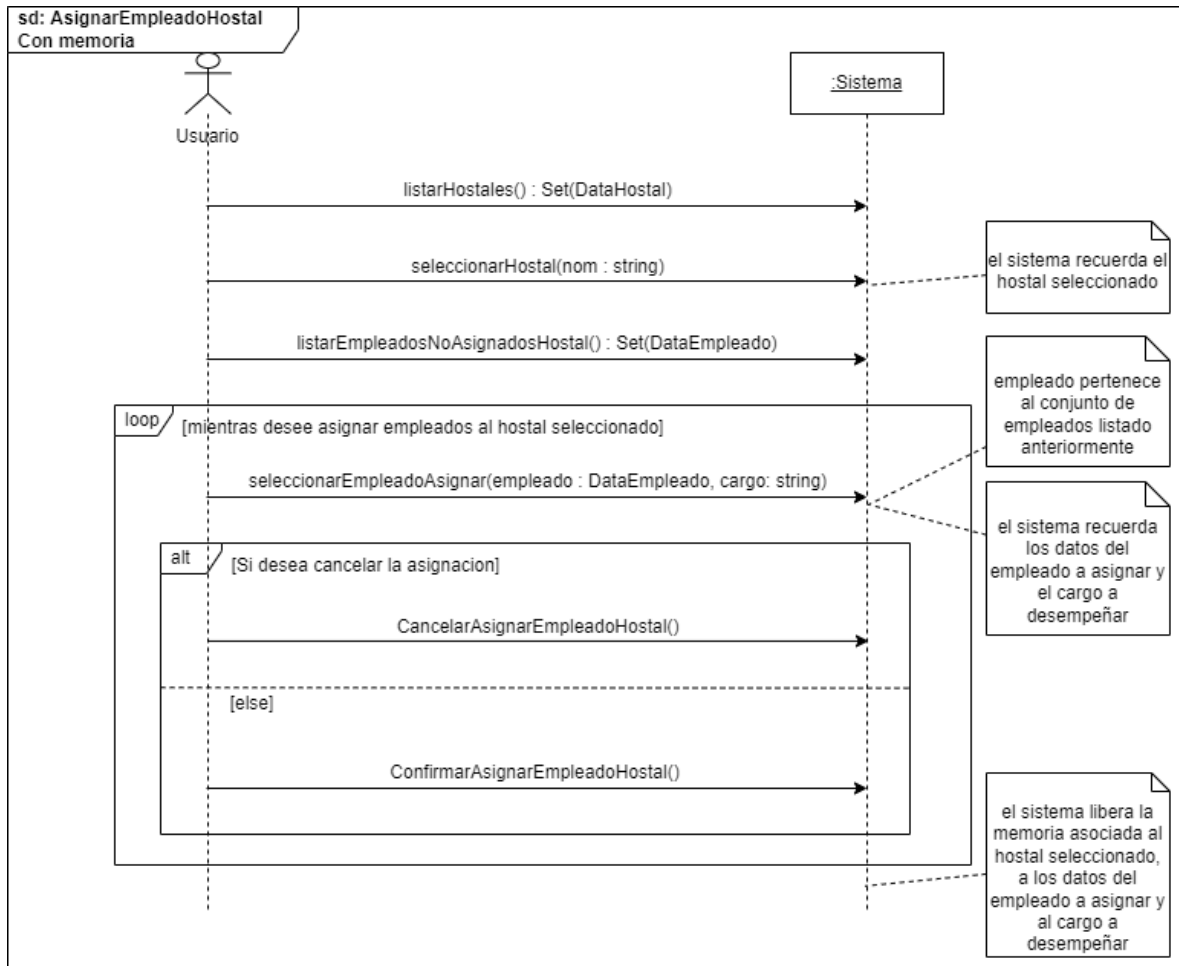 sd: AsignarEmpleadoHostal
Con memoria
Usuario
:Sistema
listarHostales() : Set(DataHostal)
seleccionarHostal(nom : string)
el sistema recuerda el
hostal seleccionado
listarEmpleadosNoAsignadosHostal() : Set(DataEmpleado)
empleado pertenece
al conjunto de
empleados listado
anteriormente
loop
[mientras desee asignar empleados al hostal seleccionado]
seleccionarEmpleadoAsignar(empleado : DataEmpleado, cargo: string)
el sistema recuerda
los datos del
empleado a asignar y
el cargo a
desempeñar
alt
[Si desea cancelar la asignacion]
CancelarAsignarEmpleadoHostal()
[else]
ConfirmarAsignarEmpleadoHostal()
el sistema libera la
memoria asociada al
hostal seleccionado,
a los datos del
empleado a asignar y
al cargo a
desempeñar